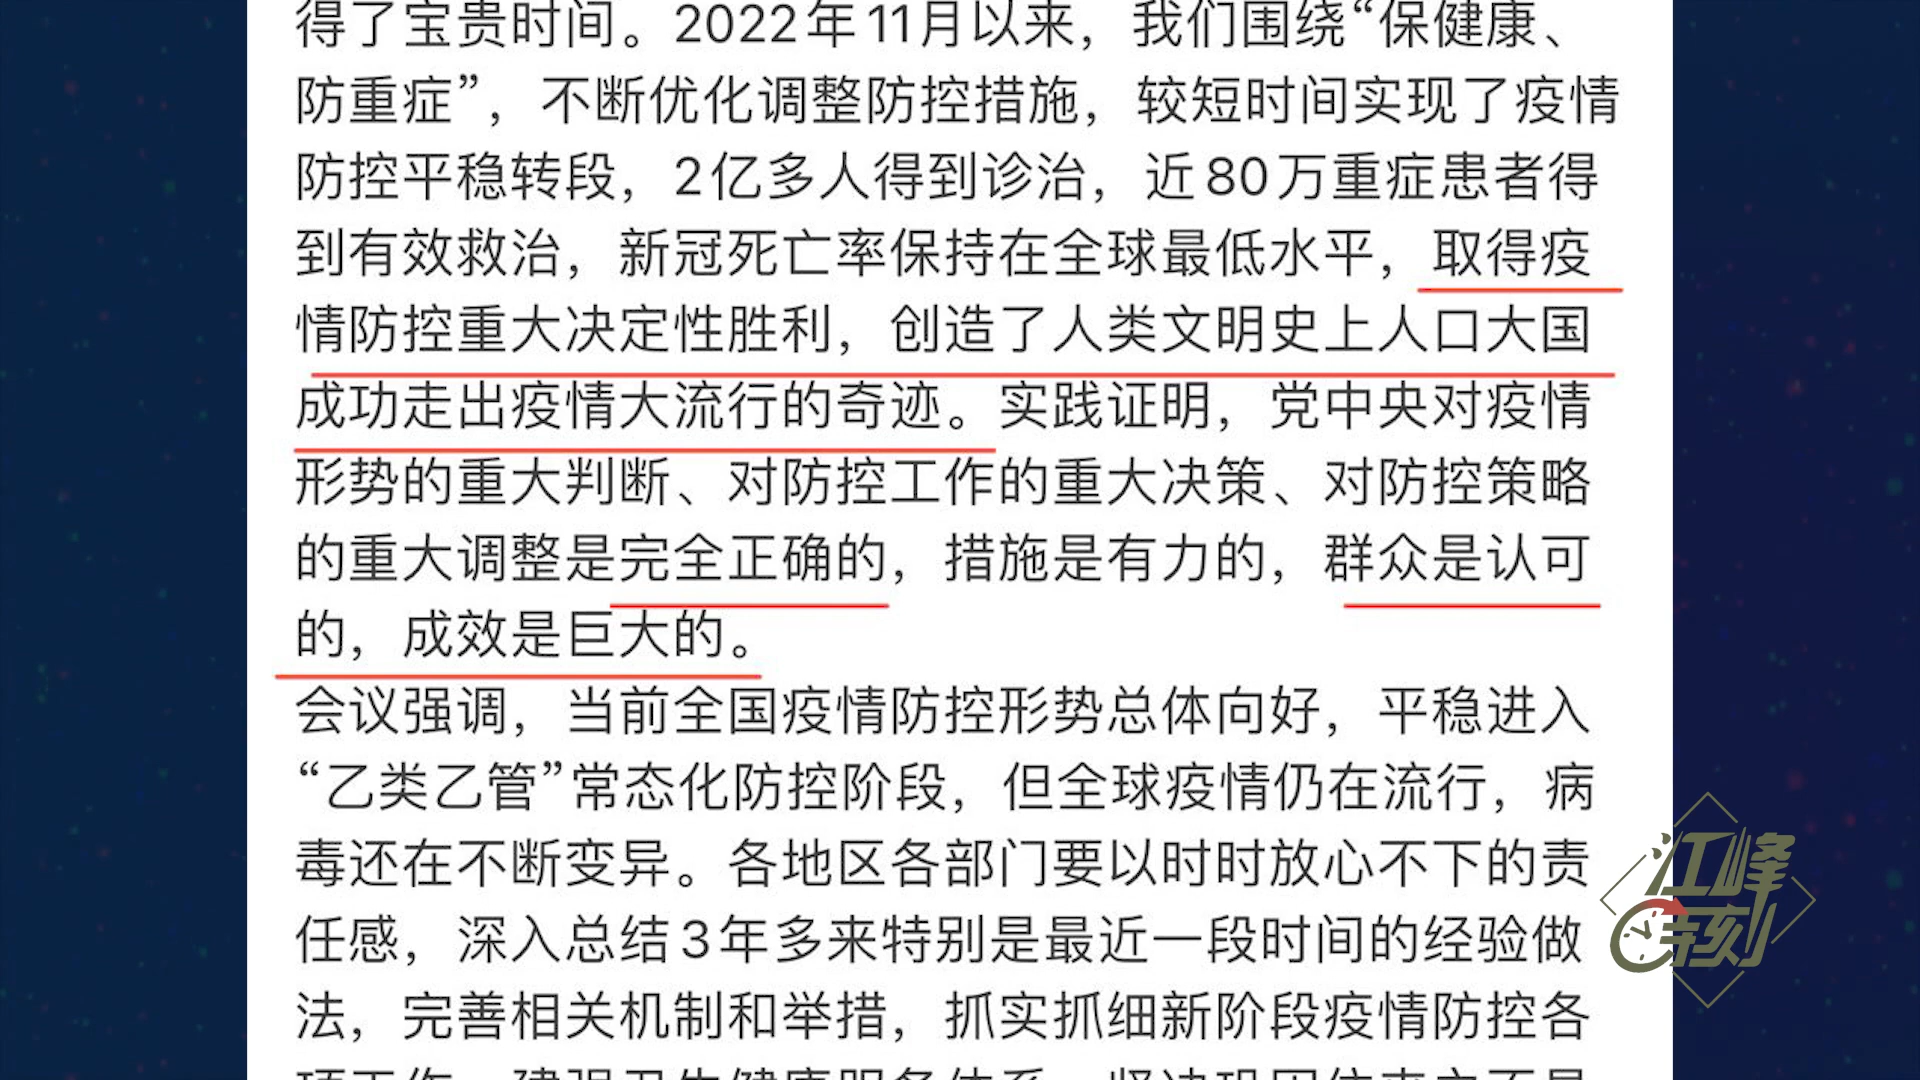 得了宝贵时间。2022年11月以来，我们围绕“保健康、
防重症”，不断优化调整防控措施，较短时间实现了疫情
防控平稳转段，2亿多人得到诊治，近80万重症患者得
到有效救治，新冠死亡率保持在全球最低水平，取得疫
情防控重大决定性胜利，创造了人类文明史上人口大国
成功走出疫情大流行的奇迹。实践证明，党中央对疫情
形势的重大判断、对防控工作的重大决策、对防控策略
的重大调整是完全正确的，措施是有力的，群众是认可
的，成效是巨大的。
会议强调，当前全国疫情防控形势总体向好，平稳进入
“乙类乙管”常态化防控阶段，但全球疫情仍在流行，病
毒还在不断变异。各地区各部门要以时时放心不下的责
任感，深入总结3年多来特别是最近一段时间的经验做
法，完善相关机制和举措，抓实抓细新阶段疫情防控各
江峰
时刻